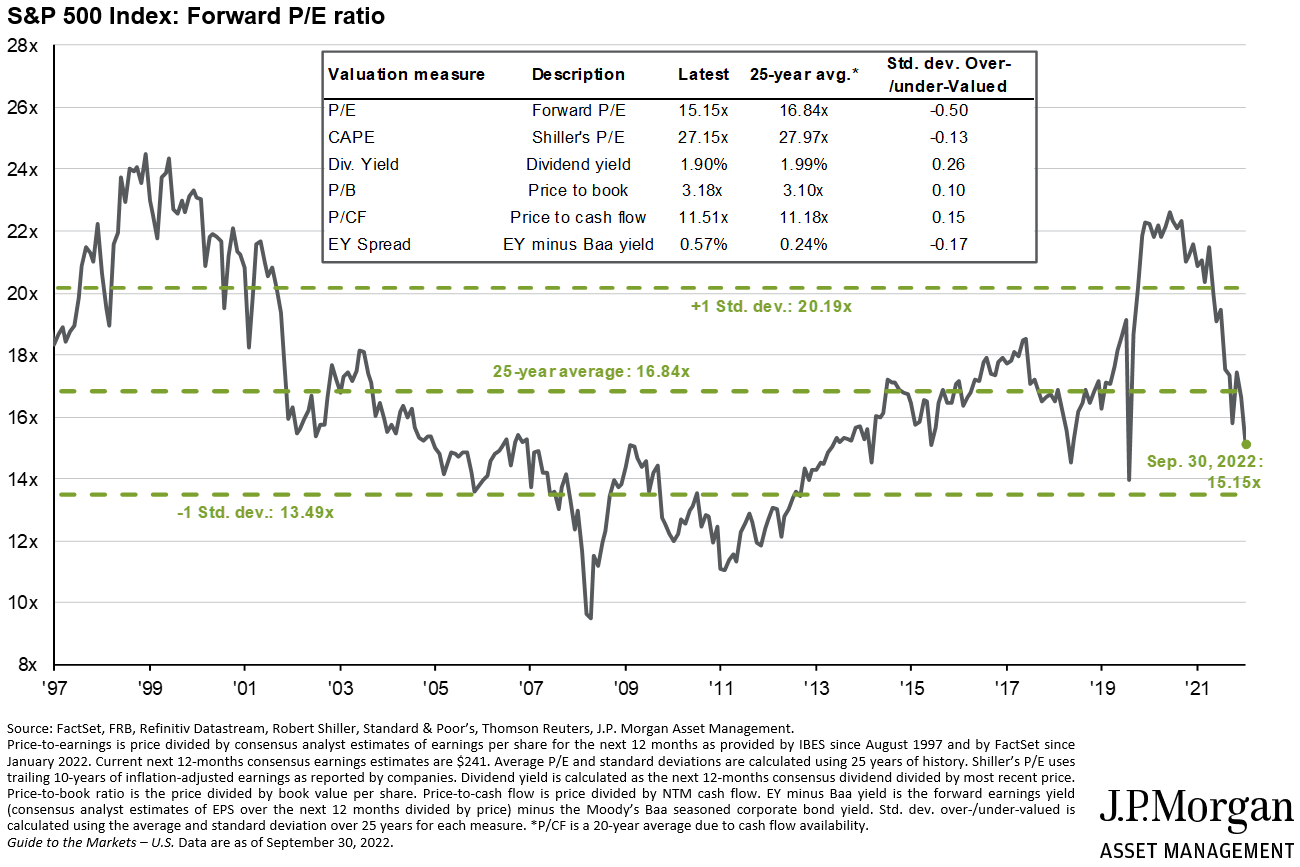 S&P 500 Index: Forward P/E ratio
28x
26x
24x
22x
20x
18x
16x
14x
12x
10x
8x
Valuation measure Description Latest 25-year avg.* Std. dev. Over-/under-Valued
P/E Forward P/E 15.15x 16.84x -0.50
CAPE Shiller's P/E 27.15x 27.97x -0.13
Div. Yield Dividend yield 1.90% 1.99% 0.26
P/B Price to book 3.18x 3.10x 0.10
P/CF Price to cash flow 11.51x 11.18x 0.15
EY Spread EY minus Baa yield 0.57% 0.24% -0.17
+1 Std. dev.: 20.19x
25-year average: 16.84x
Sep. 30, 2022:
15.15x
-1 Std. dev.: 13.49x
'97 '99 '01 '03 '05 '07 '09 '11 '13 '15 '17 '19 '21
Source: FactSet, FRB, Refinitiv Datastream, Robert Shiller, Standard & Poor's, Thomson Reuters, J.P. Morgan Asset Management.
Price-to-earnings is price divided by consensus analyst estimates of earnings per share for the next 12 months as provided by IBES since August 1997 and by FactSet since
January 2022. Current next 12-months consensus earnings estimates are $241. Average P/E and standard deviations are calculated using 25 years of history. Shiller's P/E uses
trailing 10-years of inflation-adjusted earnings as reported by companies. Dividend yield is calculated as the next 12-months consensus dividend divided by most recent price.
Price-to-book ratio is the price divided by book value per share. Price-to-cash flow is price divided by NTM cash flow. EY minus Baa yield is the forward earnings yield
(consensus analyst estimates of EPS over the next 12 months divided by price) minus the Moody's Baa seasoned corporate bond yield. Std. dev. over-/under-valued is
calculated using the average and standard deviation over 25 years for each measure. *P/CF is a 20-year average due to cash flow availability.
Guide to the Markets – U.S. Data are as of September 30, 2022.
J.P.Morgan
ASSET MANAGEMENT